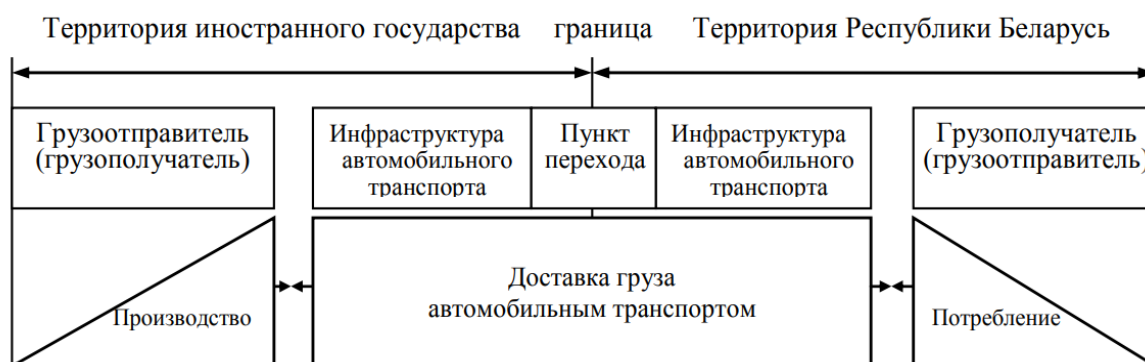 Территория иностранного государства граница Территория Республики Беларусь
Грузоотправитель
(грузополучатель)
Инфраструктура
автомобильного
транспорта
Пункт
перехода
Инфраструктура
автомобильного
транспорта
Грузополучатель
(грузоотправитель)
Производство
Доставка груза
автомобильным транспортом
Потребление